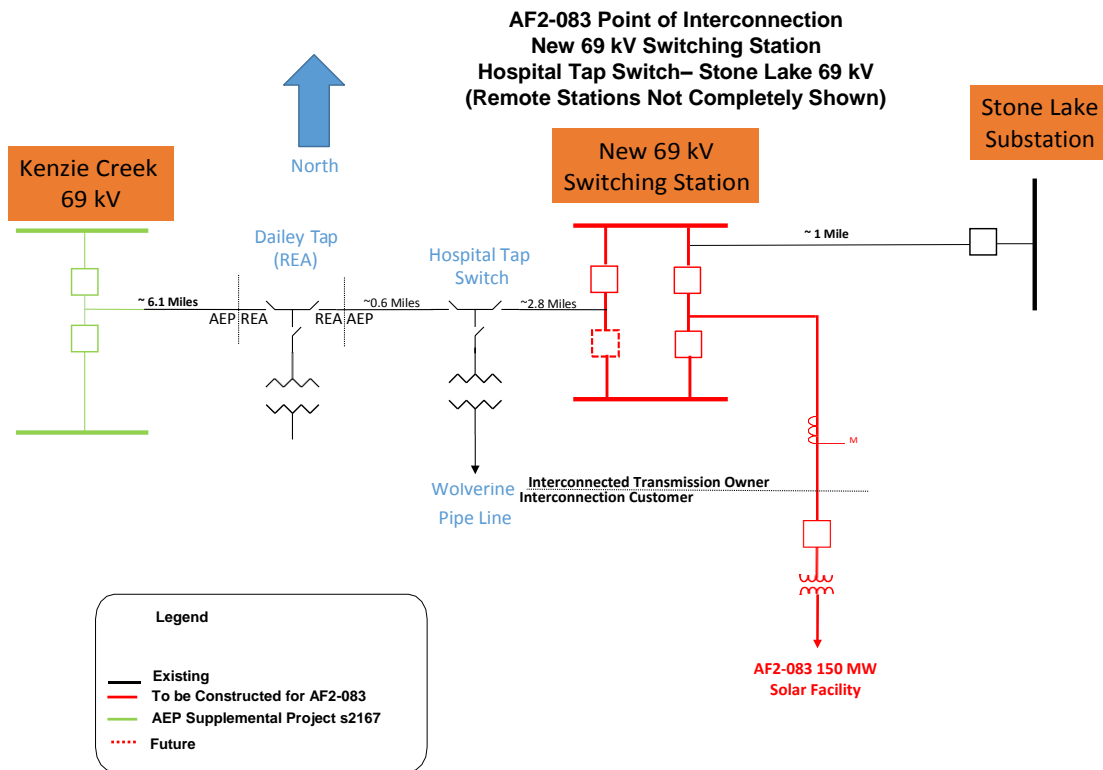 AF2-083 Point of Interconnection
New 69 kV Switching Station
Hospital Tap Switch– Stone Lake 69 kV
(Remote Stations Not Completely Shown)
North
Kenzie Creek
69 kV
Dailey Tap
(REA)
Hospital Tap
Switch
New 69 kV
Switching Station
Stone Lake
Substation
~ 1 Mile
~ 6.1 Miles
~0.6 Miles
~2.8 Miles
AEP
REA
REA
AEP
M
Wolverine
Pipe Line
Interconnected Transmission Owner
Interconnection Customer
AF2-083 150 MW
Solar Facility
Legend
Existing
To be Constructed for AF2-083
AEP Supplemental Project s2167
Future